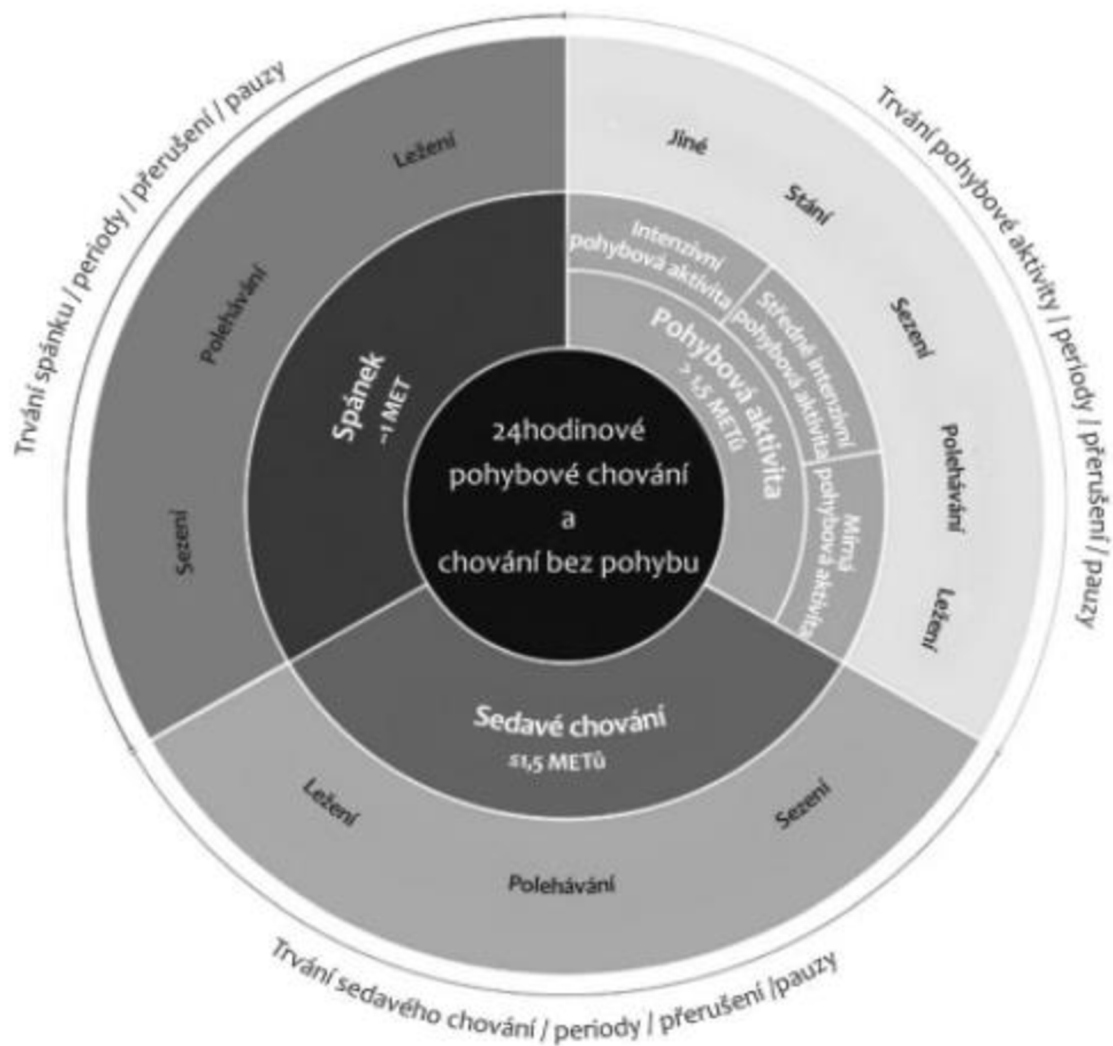 24hodinové
pohybové chování
a
chování bez pohybu
Trvání spánku / periody / přerušení / pauzy
Ležení
Polehávání
Sezení
Spánek
~1 MET
Trvání pohybové aktivity / periody / přerušení / pauzy
Jiné
Stání
Sezení
Polehávání
Ležení
Intenzivní
pohybová aktivita
Středně intenzivní
pohybová aktivita
Mírná
pohybová aktivita
Pohybová aktivita
> 1,5 METů
Sedavé chování
≤1,5 METů
Ležení
Polehávání
Sezení
Trvání sedavého chování / periody / přerušení /pauzy